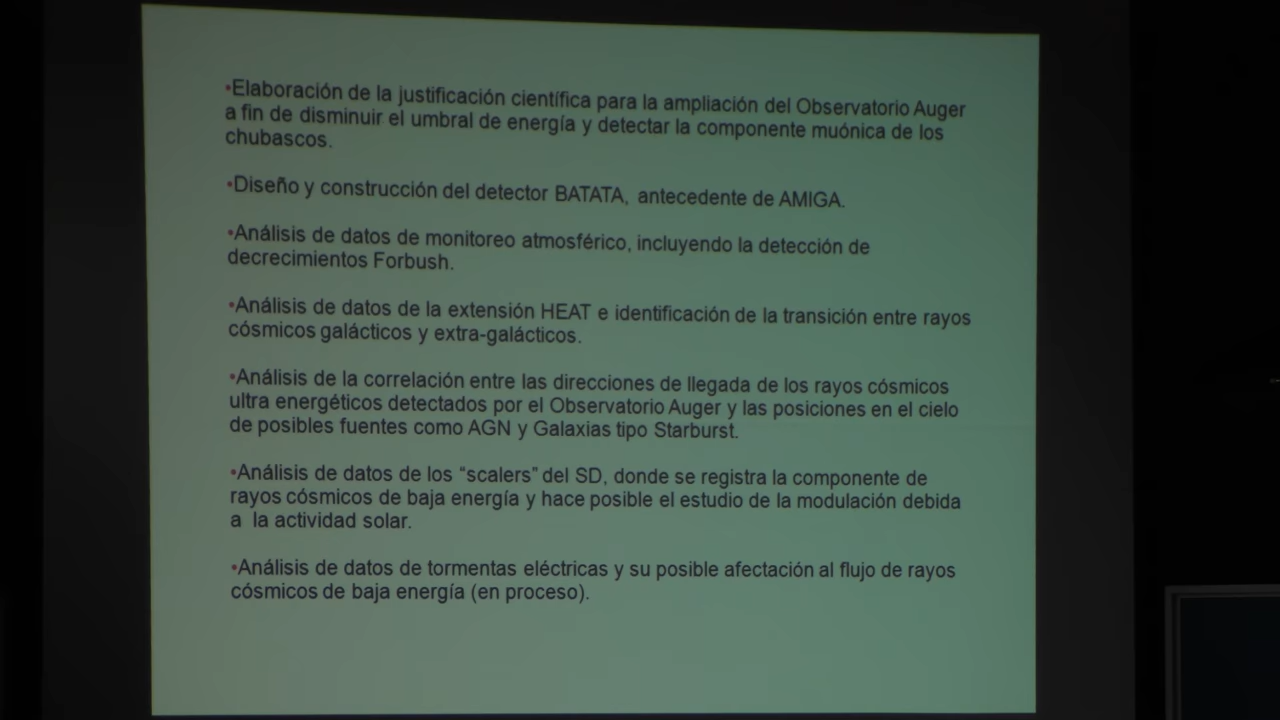 •Elaboración de la justificación científica para la ampliación del Observatorio Auger
a fin de disminuir el umbral de energía y detectar la componente muónica de los
chubascos.
•Diseño y construcción del detector BATATA, antecedente de AMIGA.
•Análisis de datos de monitoreo atmosférico, incluyendo la detección de
decrecimientos Forbush.
•Análisis de datos de la extensión HEAT e identificación de la transición entre rayos
cósmicos galácticos y extra-galácticos.
•Análisis de la correlación entre las direcciones de llegada de los rayos cósmicos
ultra energéticos detectados por el Observatorio Auger y las posiciones en el cielo
de posibles fuentes como AGN y Galaxias tipo Starburst.
•Análisis de datos de los “scalers” del SD, donde se registra la componente de
rayos cósmicos de baja energía y hace posible el estudio de la modulación debida
a la actividad solar.
•Análisis de datos de tormentas eléctricas y su posible afectación al flujo de rayos
cósmicos de baja energía (en proceso).